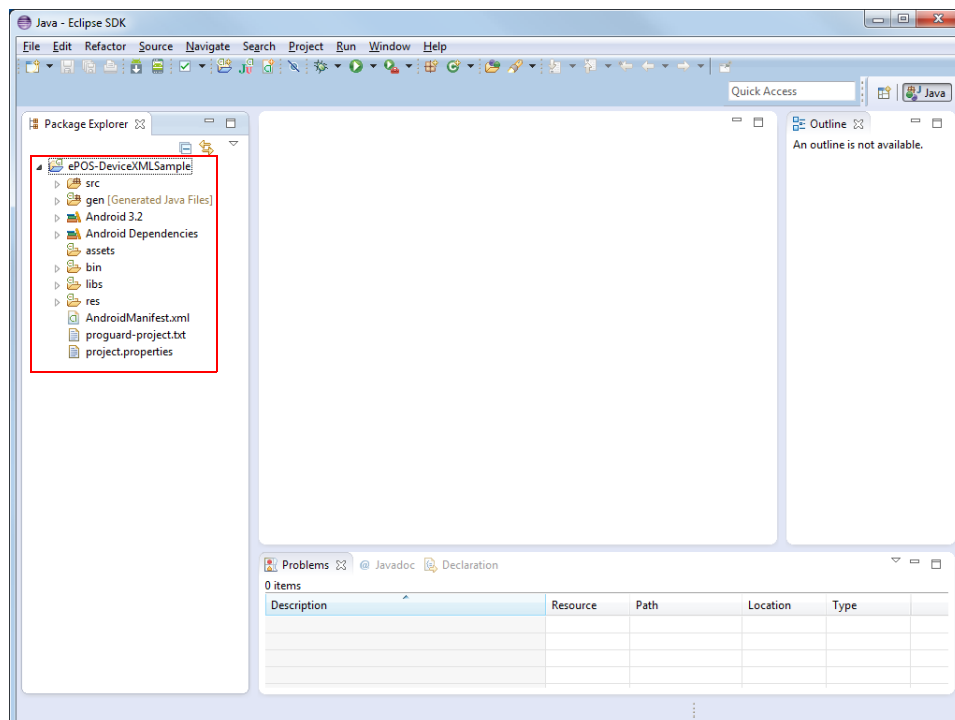 Java - Eclipse SDK
File Edit Refactor Source Navigate Search Project Run Window Help
Quick Access
Java
Package Explorer
ePOS-DeviceXMLSample
src
gen [Generated Java Files]
Android 3.2
Android Dependencies
assets
bin
libs
res
AndroidManifest.xml
proguard-project.txt
project.properties
Outline
An outline is not available.
Problems @ Javadoc Declaration
0 items
Description Resource Path Location Type